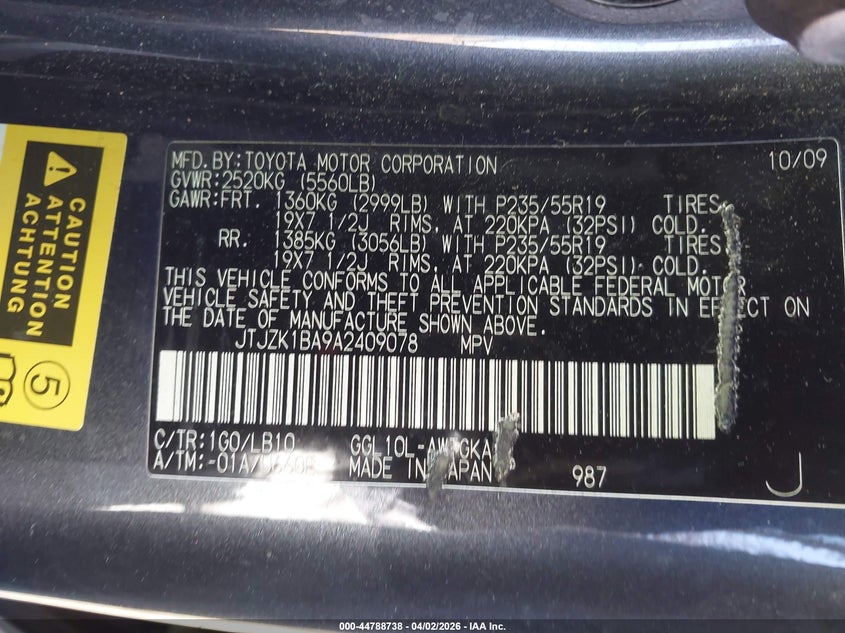 MFD.BY:TOYOTA MOTOR CORPORATION 10/09
GVWR:2520KG (5560LB)
GAWR:FRT. 1360KG (2999LB) WITH P235/55R19 TIRES,
19X7 1/2J RIMS, AT 220KPA (32PSI) COLD.
RR. 1385KG (3056LB) WITH P235/55R19 TIRES,
19X7 1/2J RIMS, AT 220KPA (32PSI) COLD.
THIS VEHICLE CONFORMS TO ALL APPLICABLE FEDERAL MOTOR
VEHICLE SAFETY AND THEFT PREVENTION STANDARDS IN EFFECT ON
THE DATE OF MANUFACTURE SHOWN ABOVE.
JTJZK1BA9A2409078 MPV
C/TR:1G0/LB10
A/TM:-01A/
MADE IN JAPAN 987
J
CAUTION
ATTENTION
ACHTUNG
5
000-44788738 - 04/02/2026 - IAA Inc.